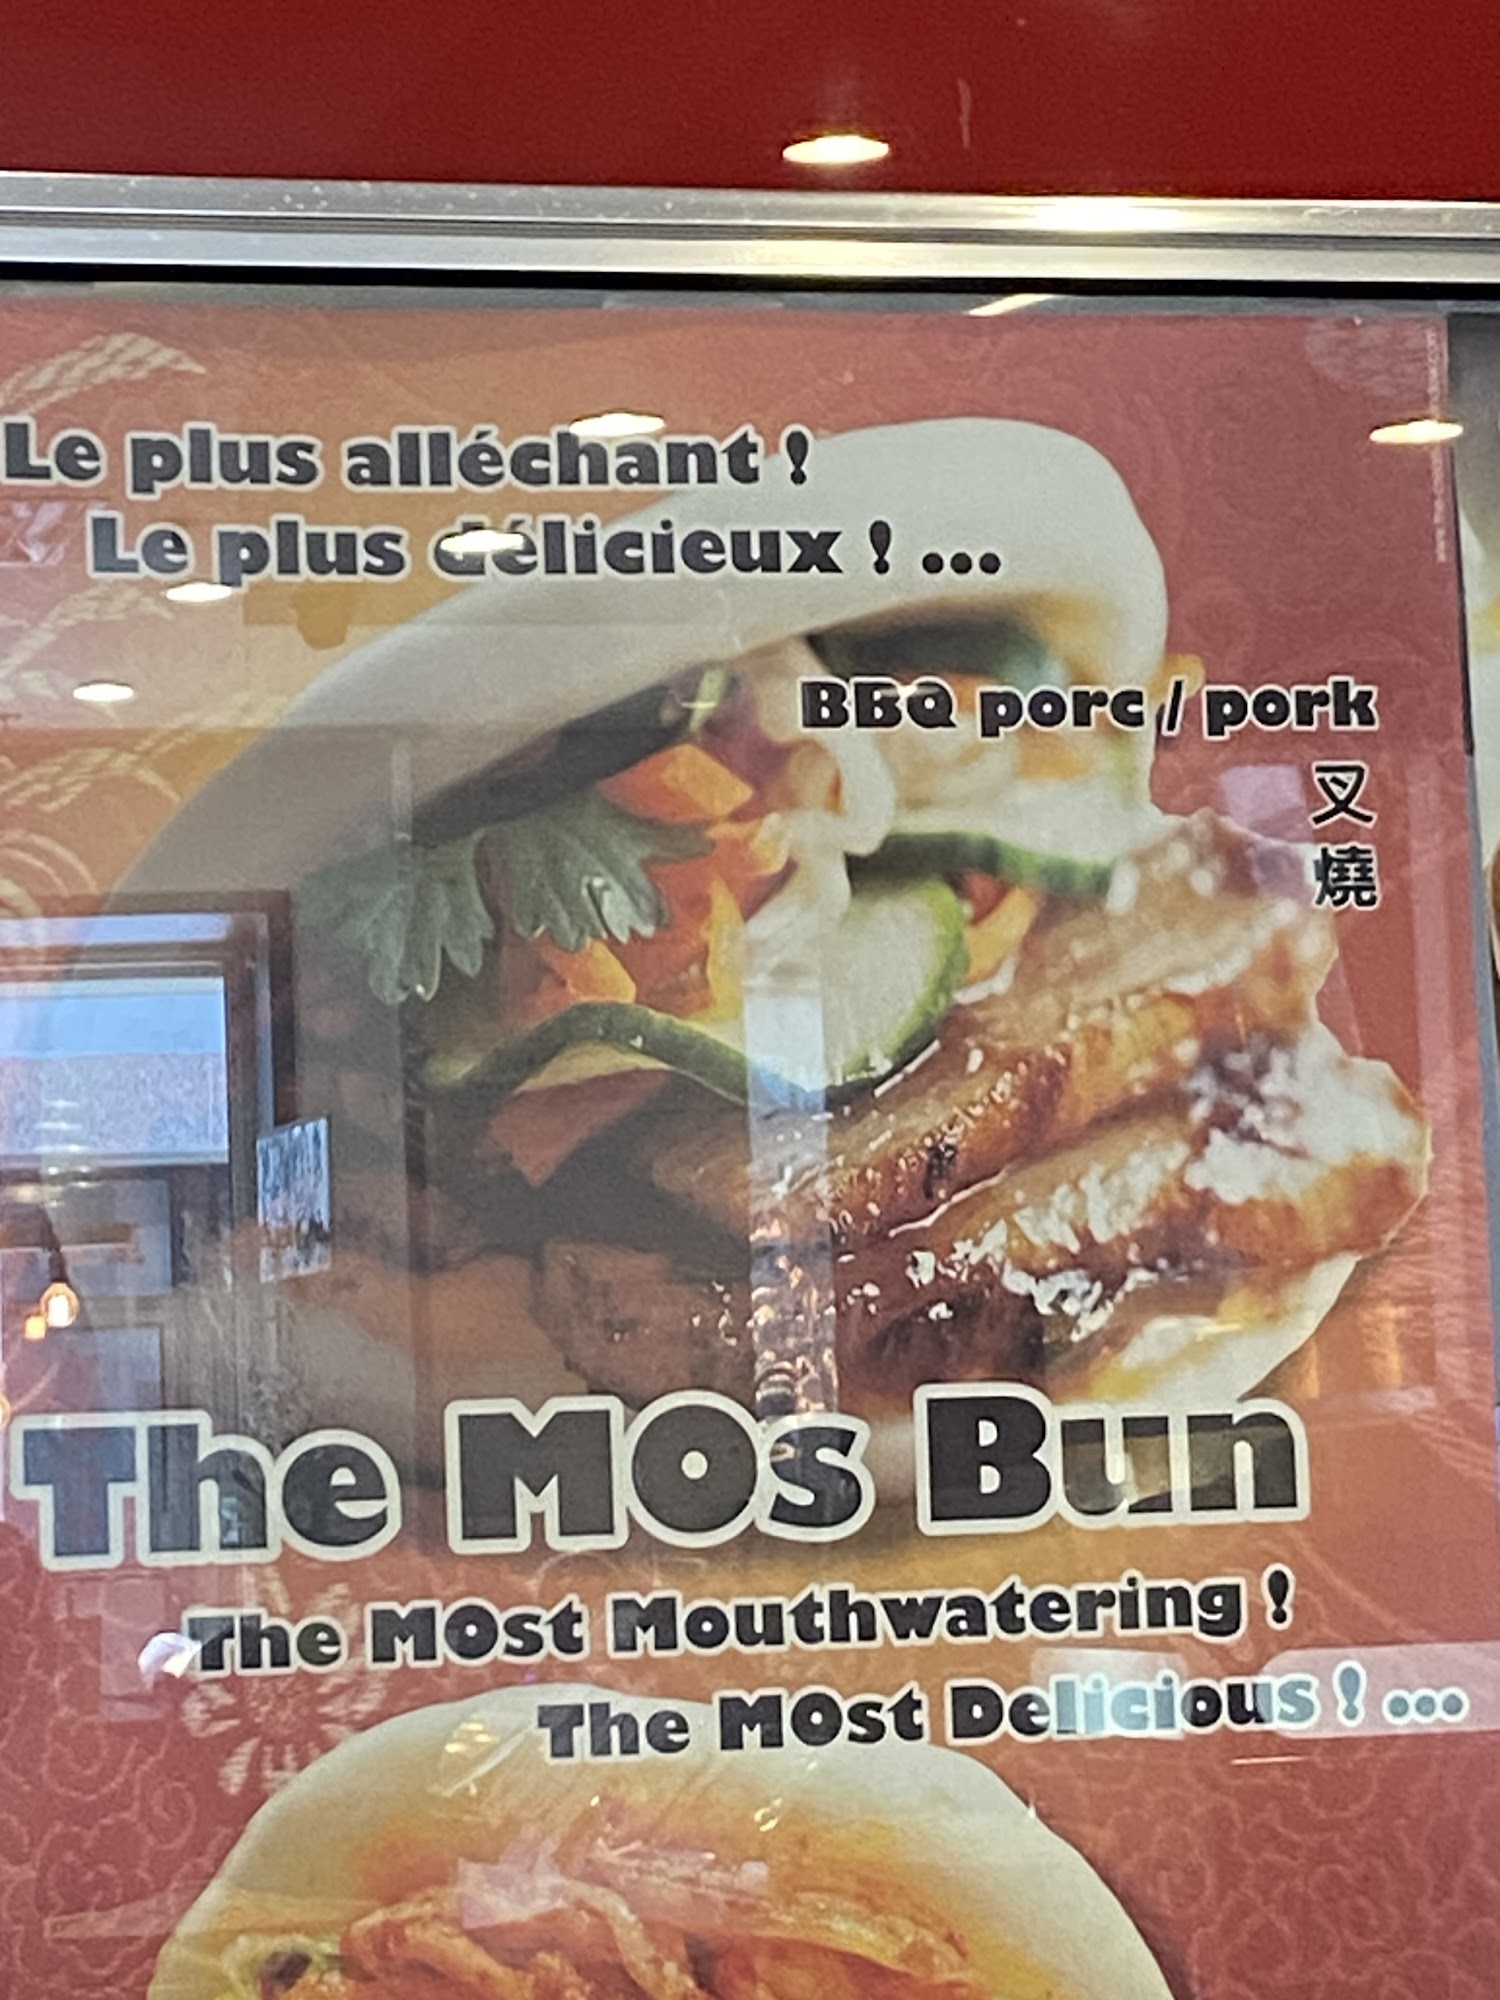 Le plus alléchant !
Le plus délicieux ! ...
BBQ porc / pork
叉
燒
The MOs Bun
The MOst Mouthwatering !
The MOst Delicious ! ...